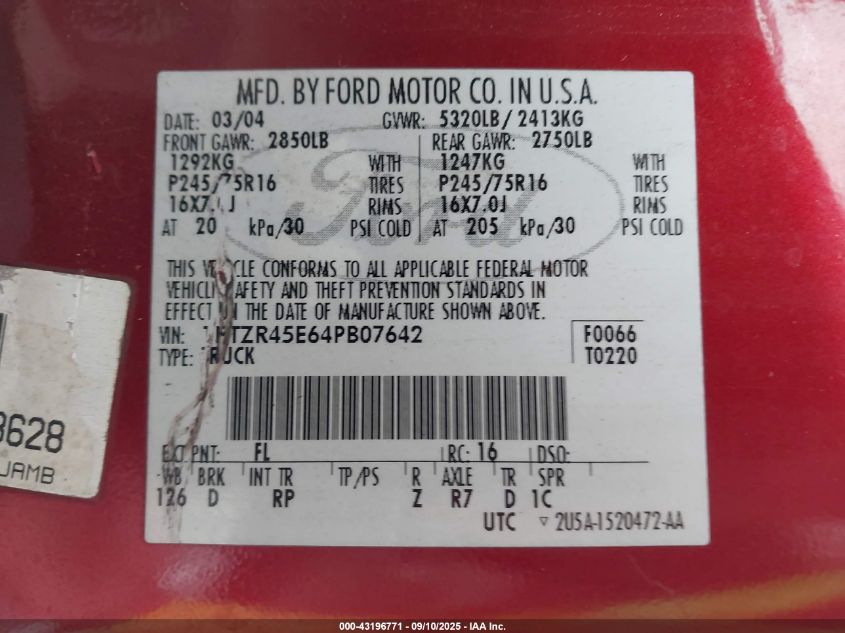 MFD. BY FORD MOTOR CO. IN U.S.A.
DATE: 03/04 GVWR: 5320LB/ 2413KG
FRONT GAWR: 2850LB REAR GAWR: 2750LB
1292KG WITH 1247KG WITH
P245/75R16 TIRES P245/75R16 TIRES
RIMS 16X7.0J RIMS
AT kPa/30 PSI COLD AT 205 kPa/30 PSI COLD
Ford
THIS CONFORMS TO ALL APPLICABLE FEDERAL MOTOR
AND THEFT PREVENTION STANDARDS IN
EFFECT THE DATE OF MANUFACTURE SHOWN ABOVE.
VIN: TZR45E64PB07642 F0066
TYPE: TRUCK T0220
EXT PNT: FL RC: 16 DSO:
WB BRK INT TR TP/PS R AXLE TR SPR
126 D RP Z R7 D 1C
UTC ▽ 2U5A-1520472-AA
8628
JAMB
000-43196771 - 09/10/2025 - IAA Inc.